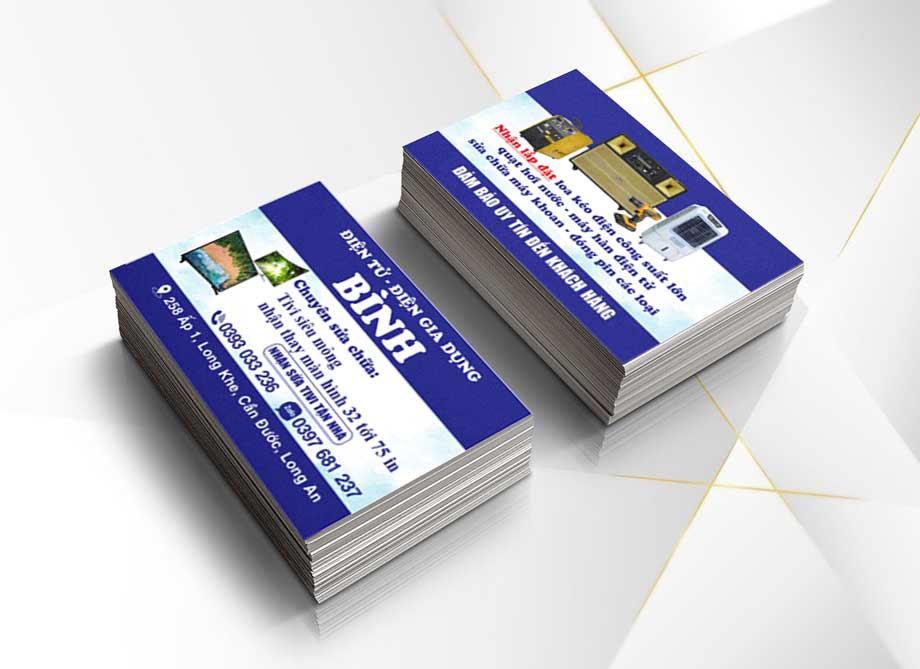 ĐIỆN TỬ - ĐIỆN GIA DỤNG
BÌNH
Chuyên sửa chữa:
Tivi siêu mỏng
nhận thay màn hình 32 tới 75 in
NHẬN SỬA TIVI TẬN NHÀ
0393 033 236
Zalo
0397 681 237
258 Ấp 1, Long Khe, Cần Đước, Long An
Nhận lắp đặt loa kéo điện công suất lớn
quạt hơi nước - máy hàn điện tử
sửa chữa máy khoan - đóng pin các loại
ĐẢM BẢO UY TÍN ĐẾN KHÁCH HÀNG